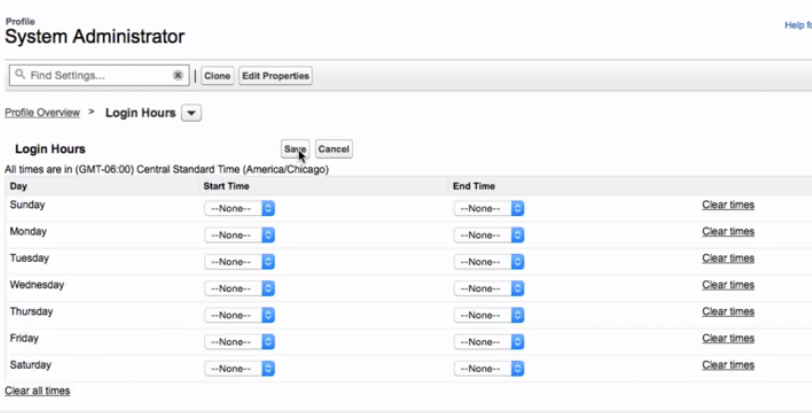 Profile
System Administrator
Help fo
Find Settings... | Clone Edit Properties
Profile Overview > Login Hours
Login Hours Save Cancel
All times are in (GMT-06:00) Central Standard Time (America/Chicago)
Day Start Time End Time
Sunday --None-- --None-- Clear times
Monday --None-- --None-- Clear times
Tuesday --None-- --None-- Clear times
Wednesday --None-- --None-- Clear times
Thursday --None-- --None-- Clear times
Friday --None-- --None-- Clear times
Saturday --None-- --None-- Clear times
Clear all times